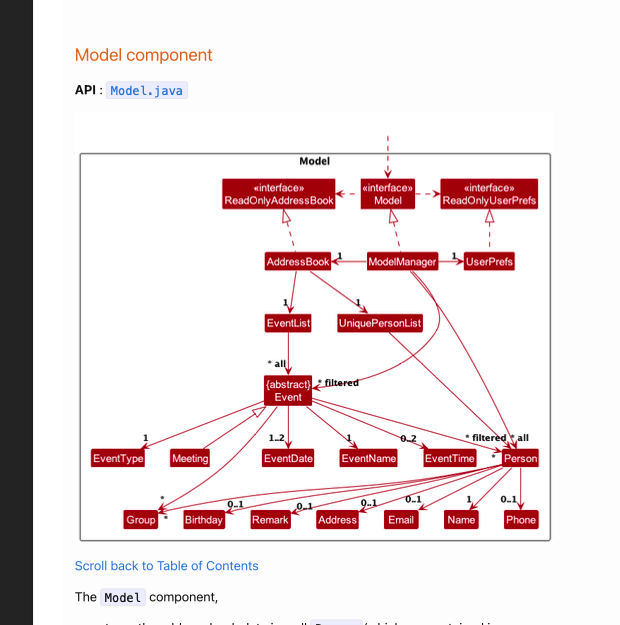 Model component
API : Model.java
Model
«interface» ReadOnlyAddressBook
«interface» Model
«interface» ReadOnlyUserPrefs
AddressBook
1
ModelManager
1
UserPrefs
1
1
EventList
UniquePersonList
* all
{abstract} Event
* filtered
1
1..2
1
0..2
* filtered
* all
*
EventType
Meeting
EventDate
EventName
EventTime
Person
*
*
0..1
0..1
0..1
0..1
1
0..1
Group
Birthday
Remark
Address
Email
Name
Phone
Scroll back to Table of Contents
The Model component,